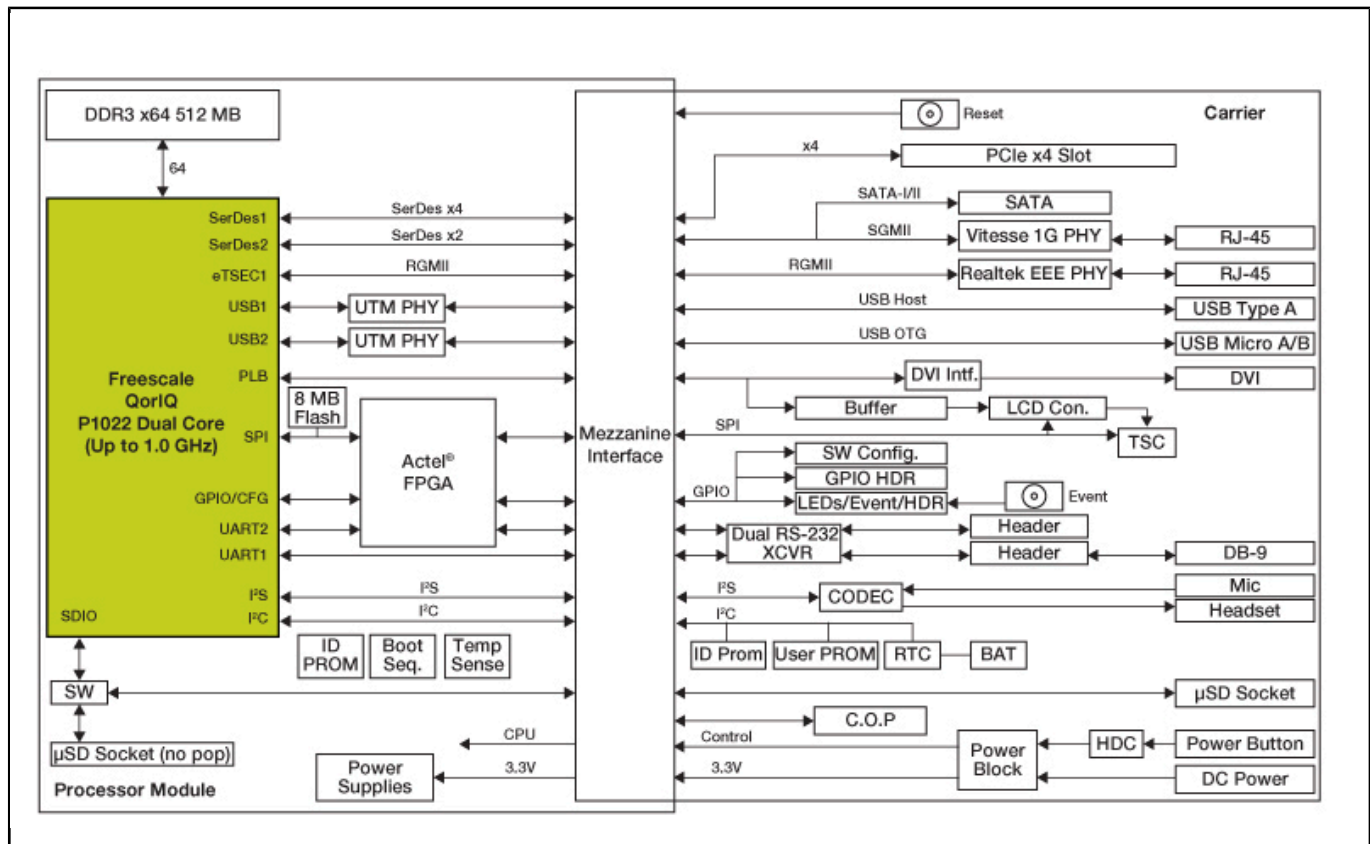 DDR3 x64 512 MB
64
Freescale
QorIQ
P1022 Dual Core
(Up to 1.0 GHz)
SerDes1
SerDes2
eTSEC1
USB1
USB2
PLB
SPI
GPIO/CFG
UART2
UART1
I²S
I²C
SDIO
SerDes x4
SerDes x2
RGMII
UTM PHY
UTM PHY
8 MB
Flash
Actel®
FPGA
I²S
I²C
ID
PROM
Boot
Seq.
Temp
Sense
SW
µSD Socket (no pop)
CPU
3.3V
Power
Supplies
Processor Module
Mezzanine
Interface
Reset
Carrier
x4
PCIe x4 Slot
SATA-I/II
SATA
SGMII
Vitesse 1G PHY
RJ-45
RGMII
Realtek EEE PHY
RJ-45
USB Host
USB Type A
USB OTG
USB Micro A/B
DVI Intf.
DVI
Buffer
LCD Con.
SPI
TSC
SW Config.
GPIO HDR
GPIO
LEDs/Event/HDR
Event
Dual RS-232
XCVR
Header
Header
DB-9
I²S
CODEC
Mic
Headset
I²C
ID Prom
User PROM
RTC
BAT
µSD Socket
C.O.P
Control
3.3V
Power
Block
HDC
Power Button
DC Power